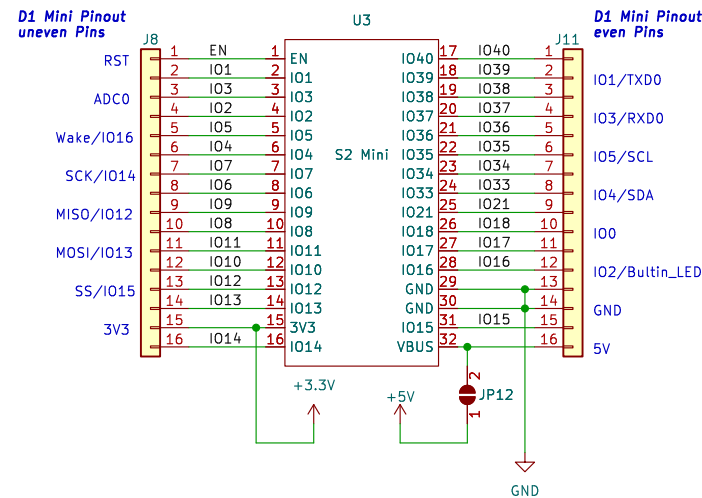 D1 Mini Pinout
uneven Pins
U3
D1 Mini Pinout
even Pins
J8
J11
RST
1 EN 1 EN
IO40 17 IO40 1
2 IO1 2 IO1
IO39 18 IO39 2
IO1/TXD0
ADC0
3 IO3 3 IO3
IO38 19 IO38 3
4 IO2 4 IO2
IO37 20 IO37 4
IO3/RXD0
Wake/IO16
5 IO5 5 IO5
IO36 21 IO36 5
6 IO4 6 IO4
S2 Mini
IO35 22 IO35 6
IO5/SCL
SCK/IO14
7 IO7 7 IO7
IO34 23 IO34 7
8 IO6 8 IO6
IO33 24 IO33 8
IO4/SDA
MISO/IO12
9 IO9 9 IO9
IO21 25 IO21 9
10 IO8 10 IO8
IO18 26 IO18 10
IO0
MOSI/IO13
11 IO11 11 IO11
IO17 27 IO17 11
12 IO10 12 IO10
IO16 28 IO16 12
IO2/Bultin_LED
SS/IO15
13 IO12 13 IO12
GND 29 13
14 IO13 14 IO13
GND 30 14
GND
3V3
15 15 3V3
IO15 31 IO15 15
16 IO14 16 IO14
VBUS 32 16
5V
+3.3V
+5V
2
JP12
1
GND